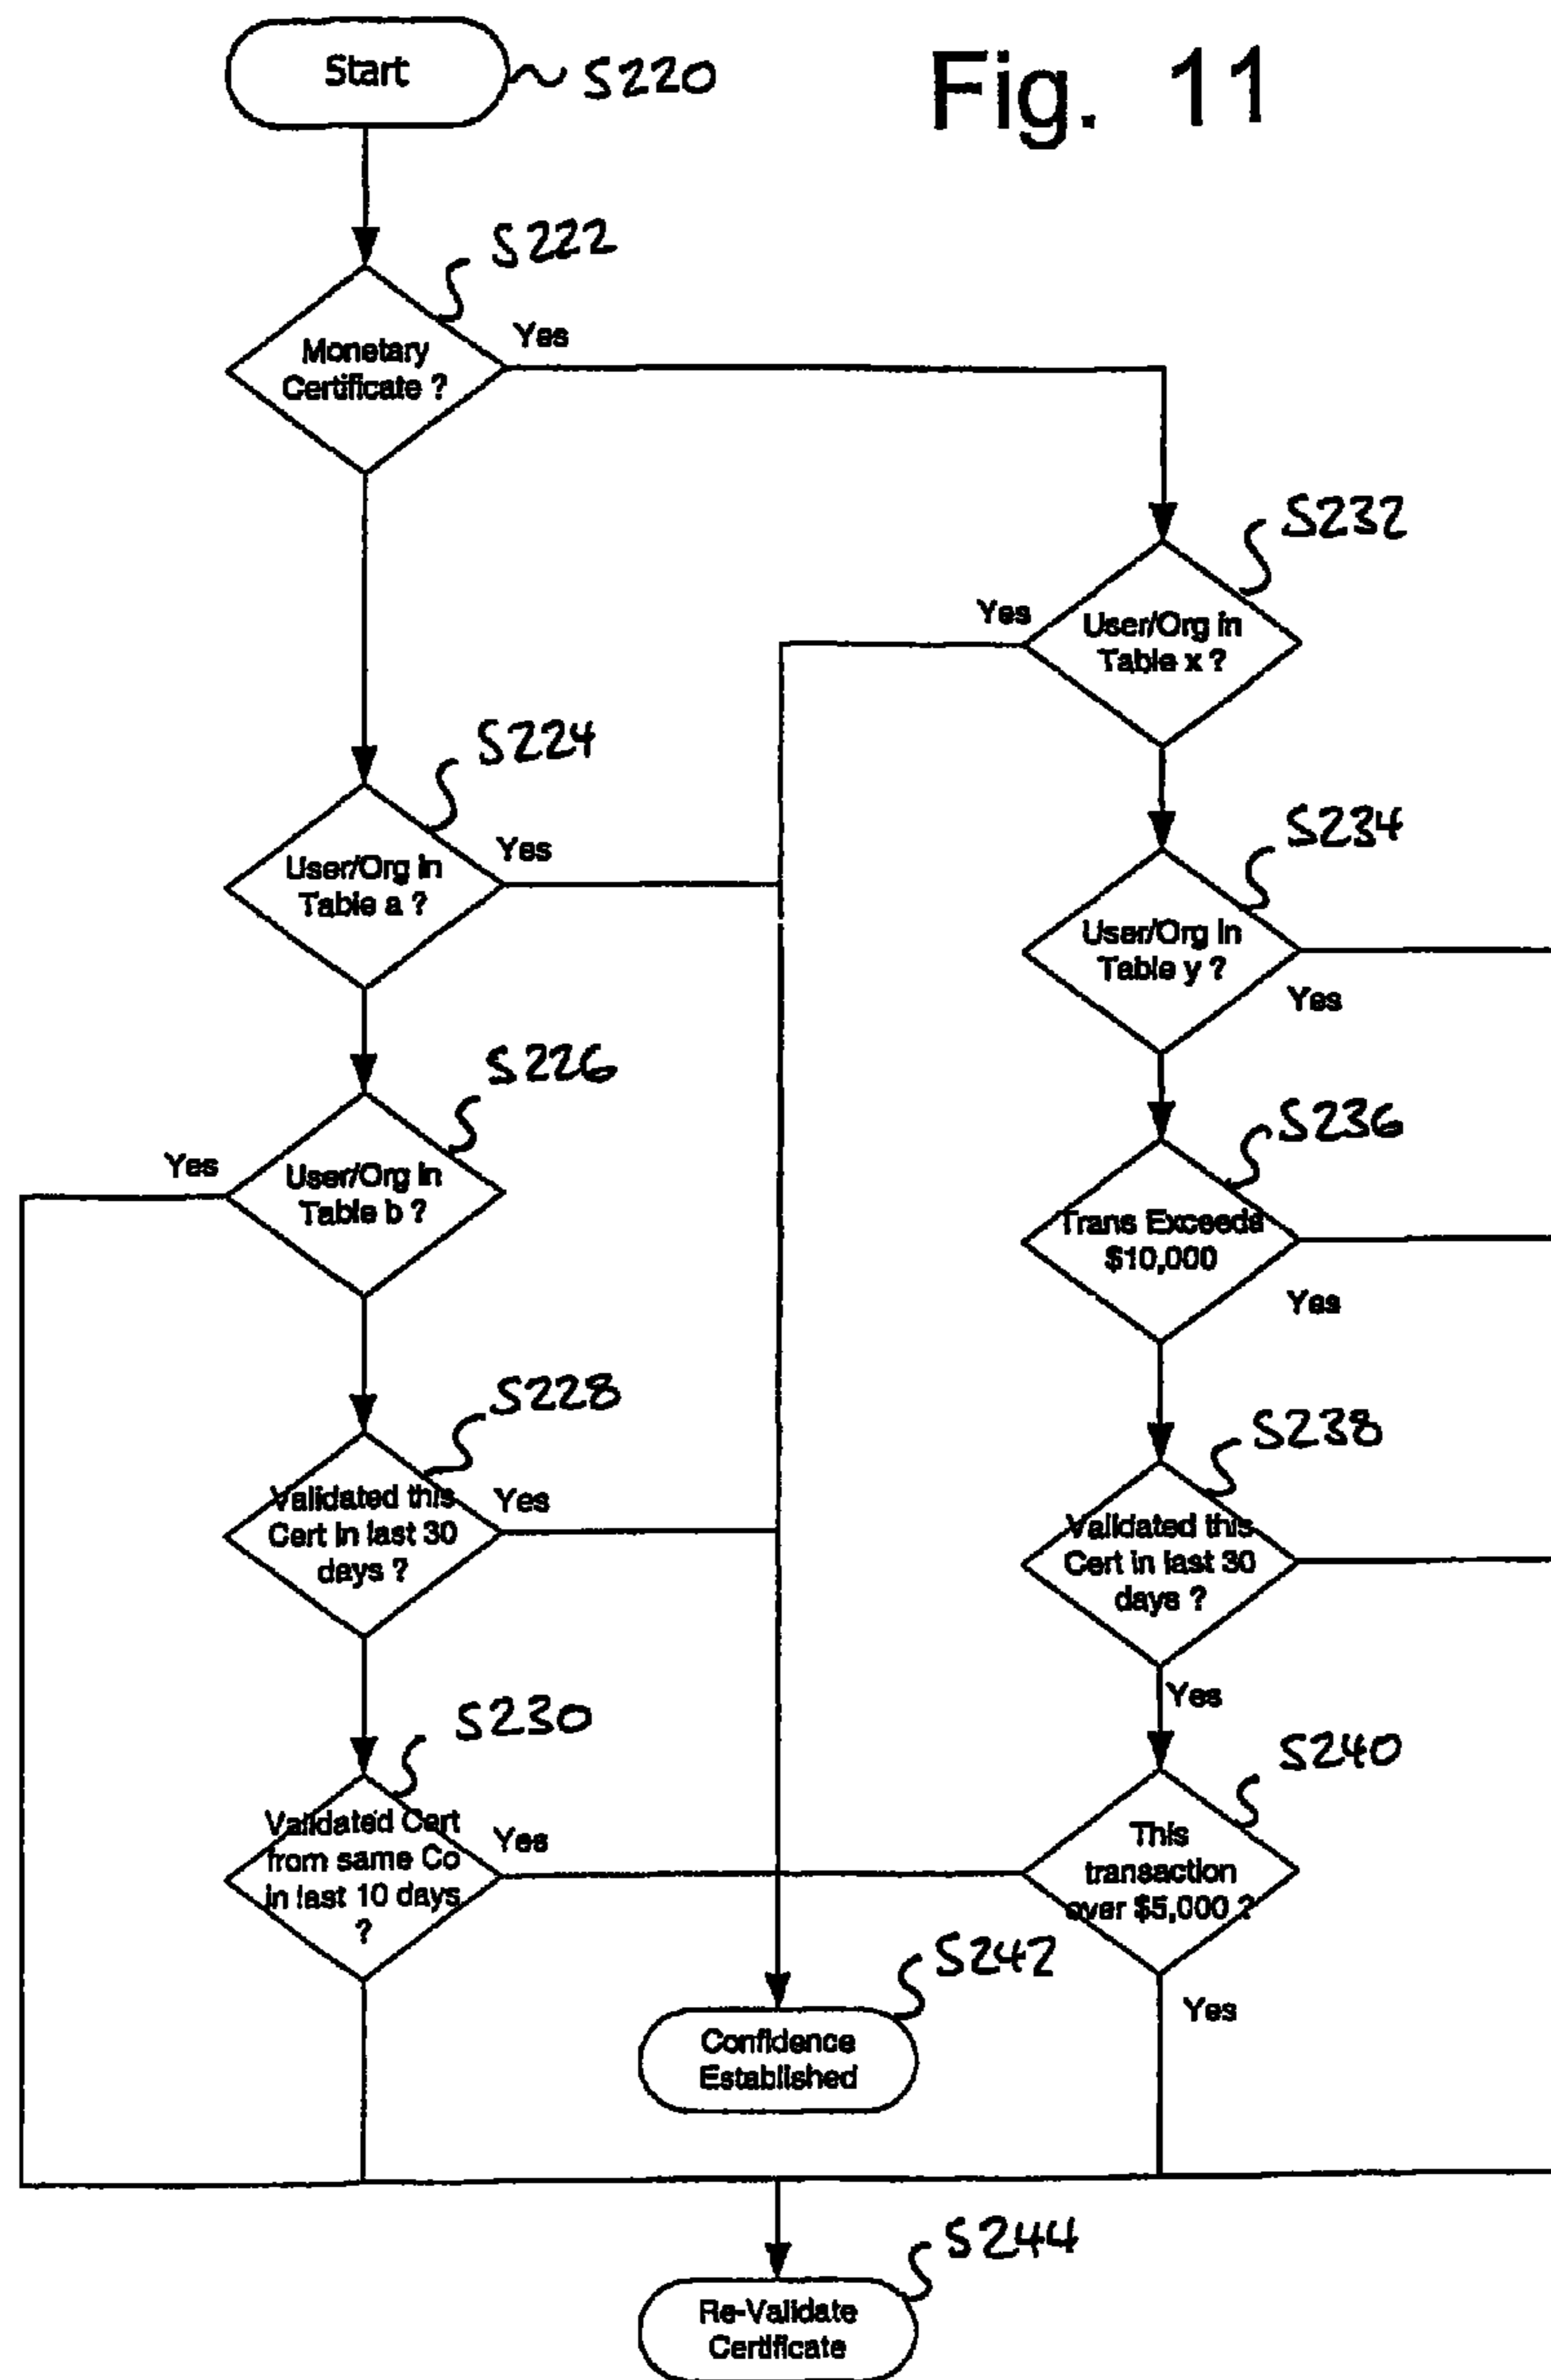 Start
S220
Fig. 11
S222
Monetary
Certificate ?
Yes
S232
User/Org in
Table x ?
Yes
S224
User/Org in
Table a ?
Yes
S234
User/Org in
Table y ?
Yes
S226
User/Org in
Table b ?
Yes
S236
Trans Exceeds
$10,000
Yes
S228
Validated this
Cert in last 30
days ?
Yes
S238
Validated this
Cert in last 30
days ?
Yes
S230
Validated Cert
from same Co
in last 10 days
?
Yes
S240
This
transaction
over $5,000 ?
Yes
S242
Confidence
Established
S244
Re-Validate
Certificate